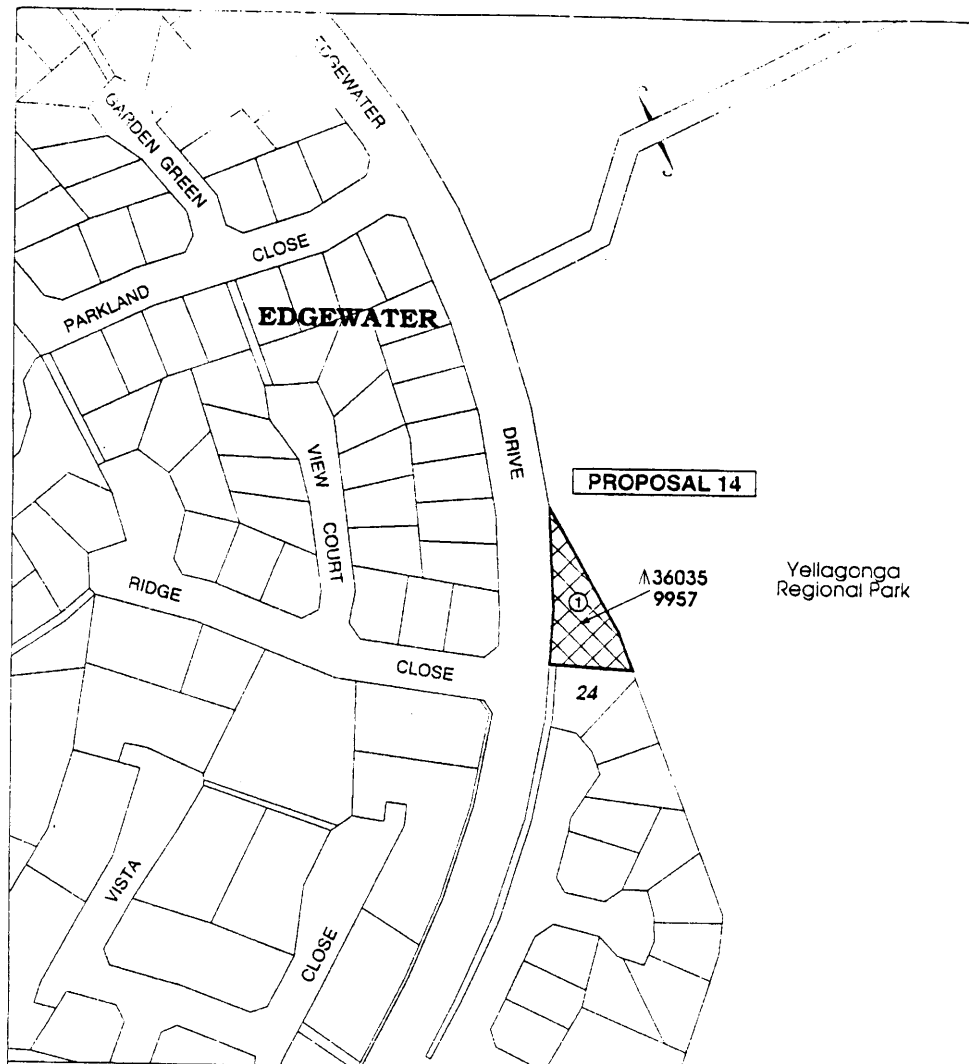 EDGEWATER
GARDEN GREEN
CLOSE
PARKLAND
EDGEWATER
DRIVE
VIEW
COURT
PROPOSAL 14
36035
9957
Yellagonga
Regional Park
1
RIDGE
CLOSE
24
VISTA
CLOSE